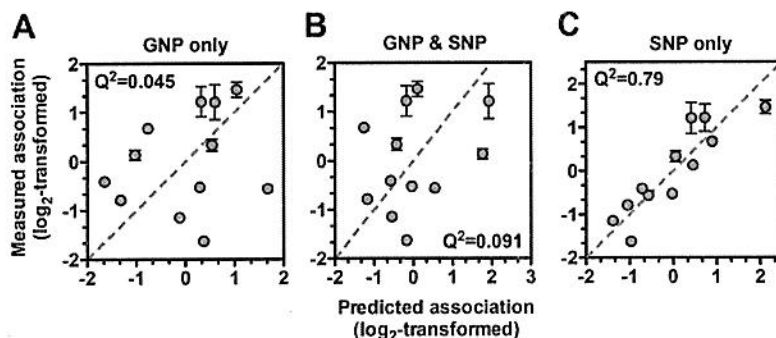 A
GNP only
Q²=0.045
Measured association
(log₂-transformed)
2
1
0
-1
-2
-2 -1 0 1 2
B
GNP & SNP
Q²=0.091
2
1
0
-1
-2
-2 -1 0 1 2 3
Predicted association
(log₂-transformed)
C
SNP only
Q²=0.79
2
1
0
-1
-2
-2 -1 0 1 2